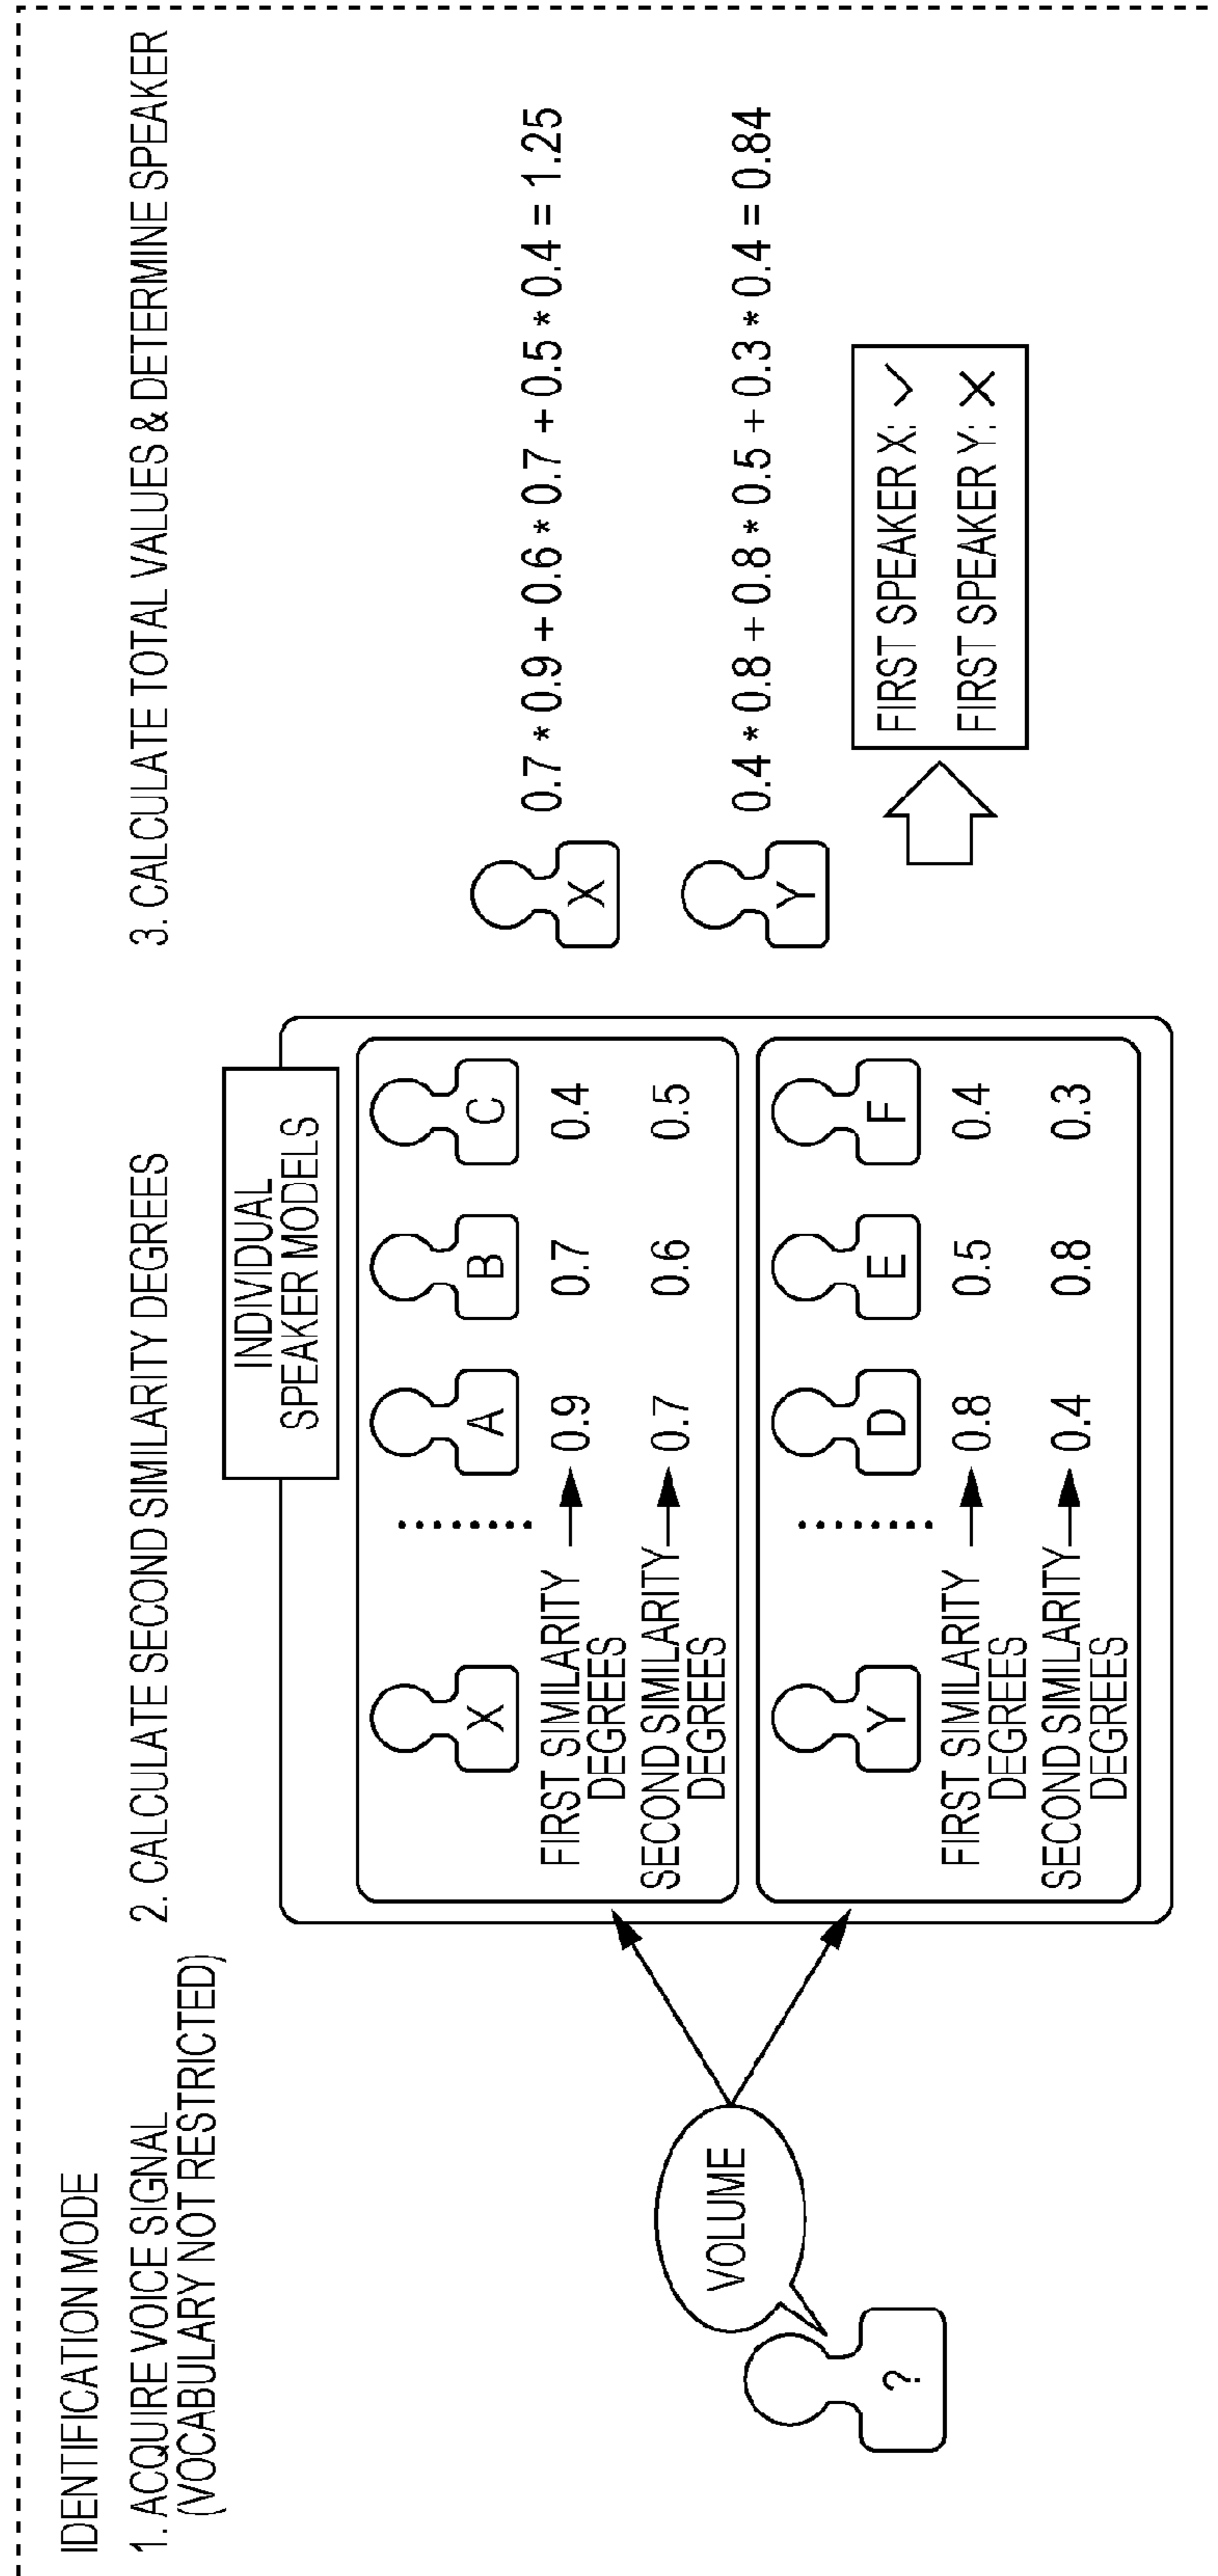 IDENTIFICATION MODE
1. ACQUIRE VOICE SIGNAL
(VOCABULARY NOT RESTRICTED)
?
VOLUME
2. CALCULATE SECOND SIMILARITY DEGREES
INDIVIDUAL
SPEAKER MODELS
X A B C
FIRST SIMILARITY 0.9 0.7 0.4
DEGREES
SECOND SIMILARITY 0.7 0.6 0.5
DEGREES
Y D E F
FIRST SIMILARITY 0.8 0.5 0.4
DEGREES
SECOND SIMILARITY 0.4 0.8 0.3
DEGREES
3. CALCULATE TOTAL VALUES & DETERMINE SPEAKER
X 0.7 * 0.9 + 0.6 * 0.7 + 0.5 * 0.4 = 1.25
Y 0.4 * 0.8 + 0.8 * 0.5 + 0.3 * 0.4 = 0.84
FIRST SPEAKER X: ✓
FIRST SPEAKER Y: ×